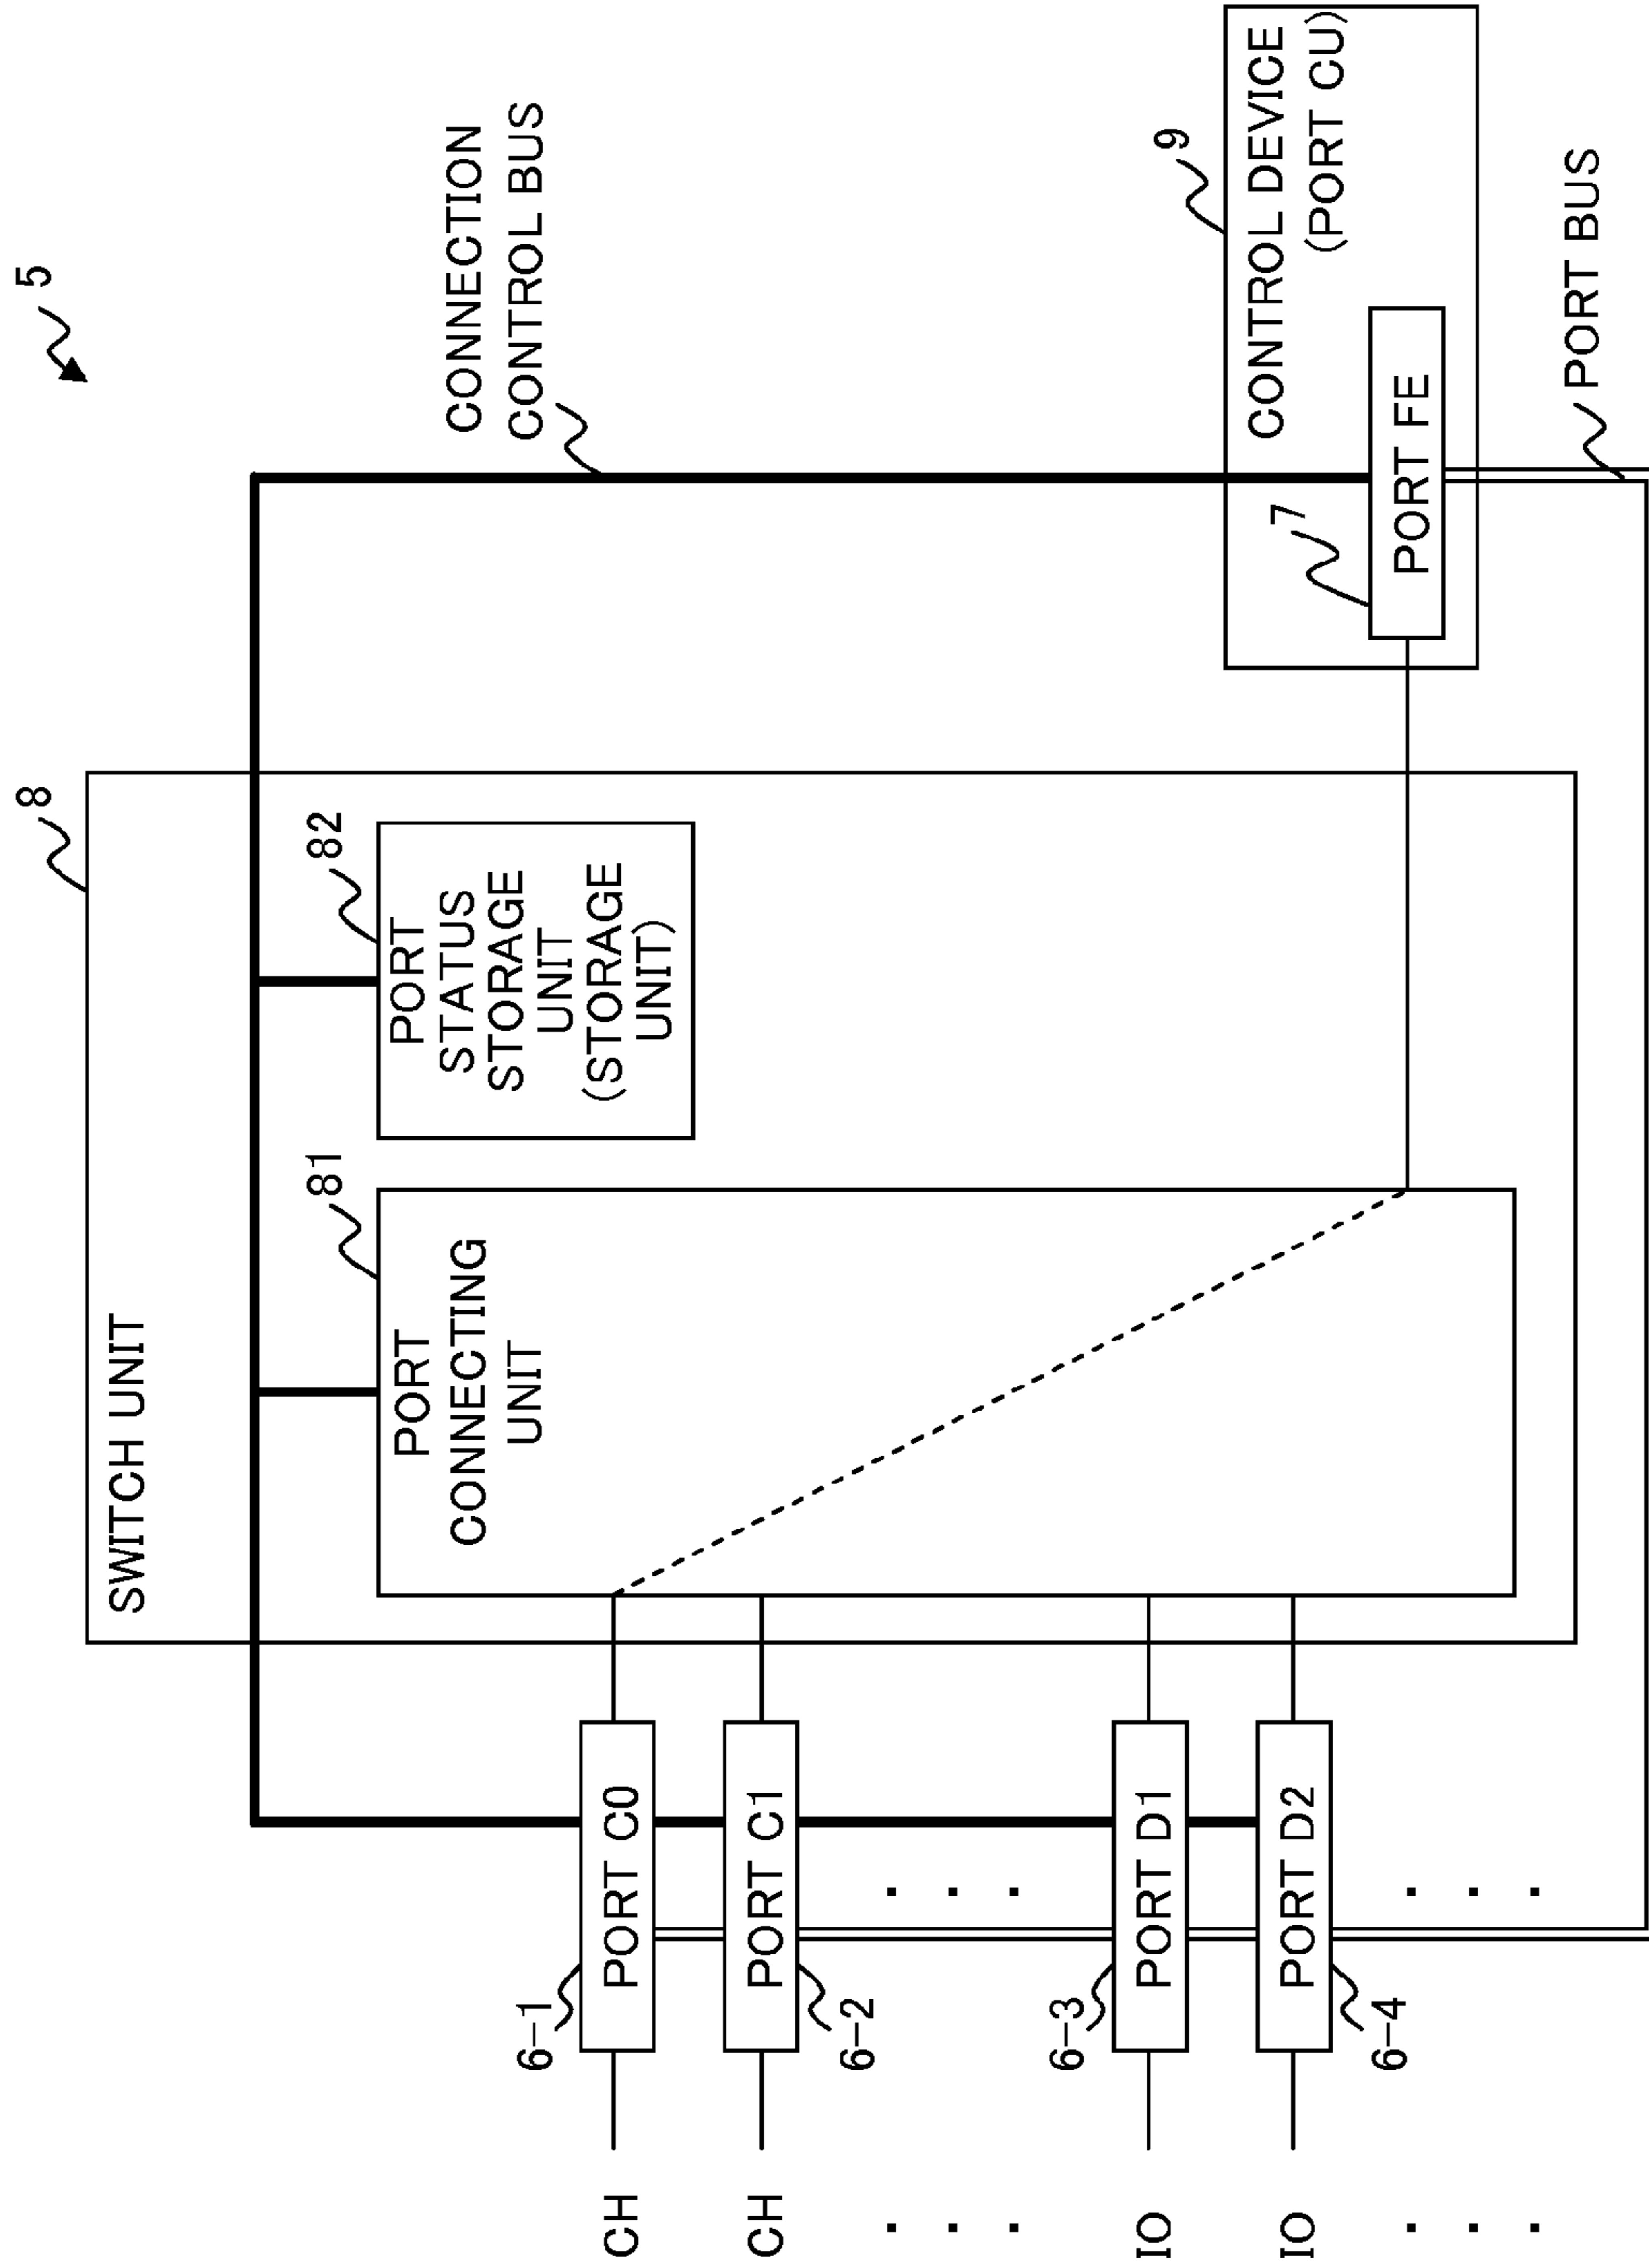 5
8
SWITCH UNIT
CONNECTION
CONTROL BUS
81
82
PORT
CONNECTING
UNIT
PORT
STATUS
STORAGE
UNIT
(STORAGE
UNIT)
6-1
CH
PORT C0
CH
PORT C1
6-2
6-3
IO
PORT D1
IO
PORT D2
6-4
9
CONTROL DEVICE
(PORT CU)
7
PORT FE
PORT BUS